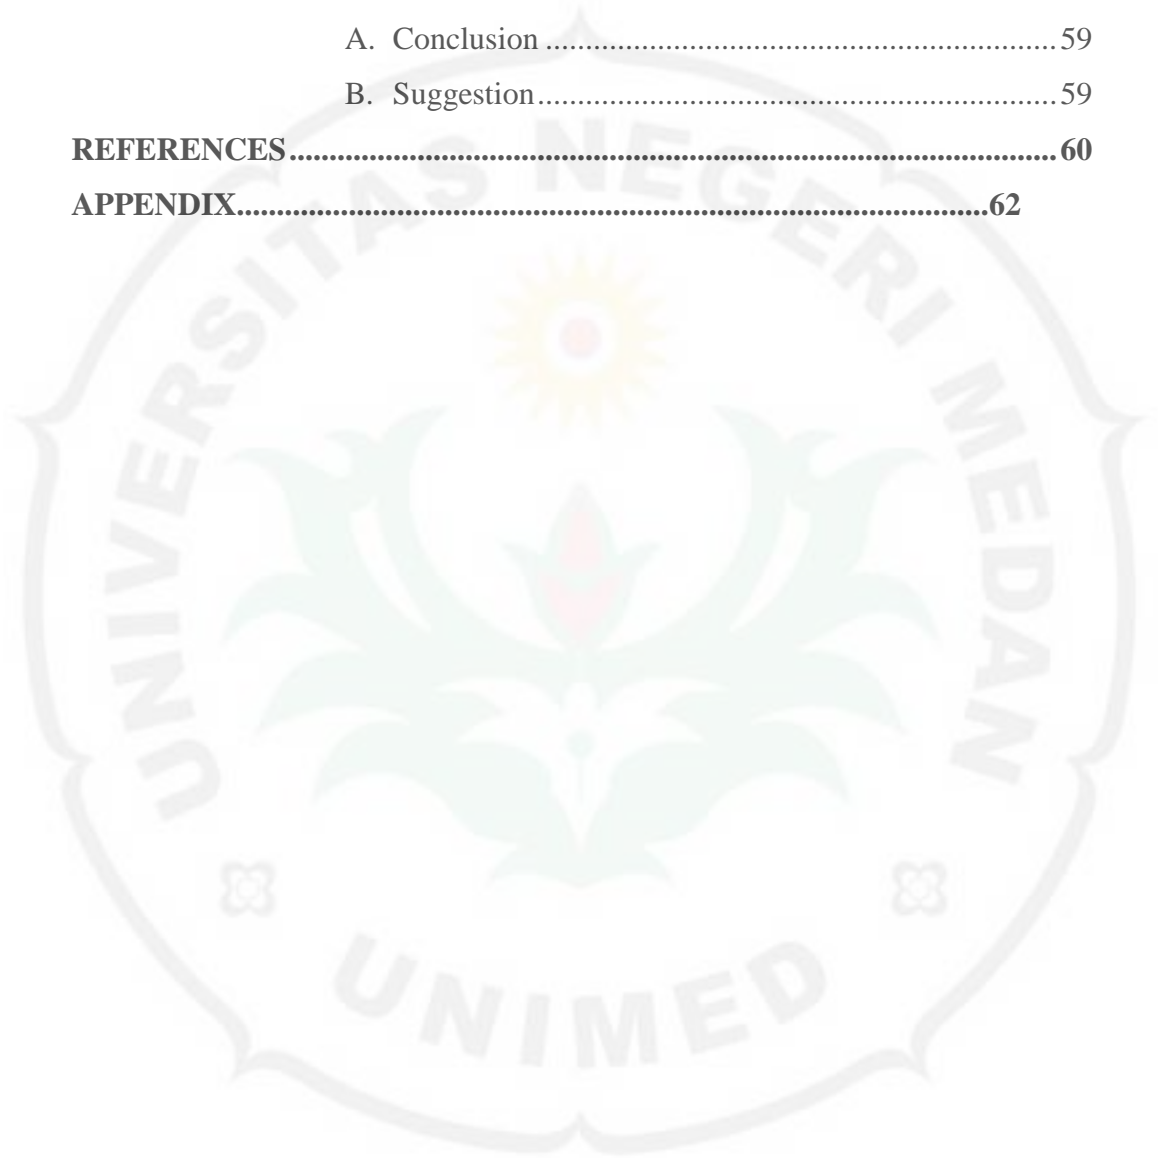 A. Conclusion ................................................................ 59
B. Suggestion................................................................. 59
REFERENCES................................................................................................ 60
APPENDIX..............................................................................................62
UNIVERSITAS NEGERI MEDAN
UNIMED